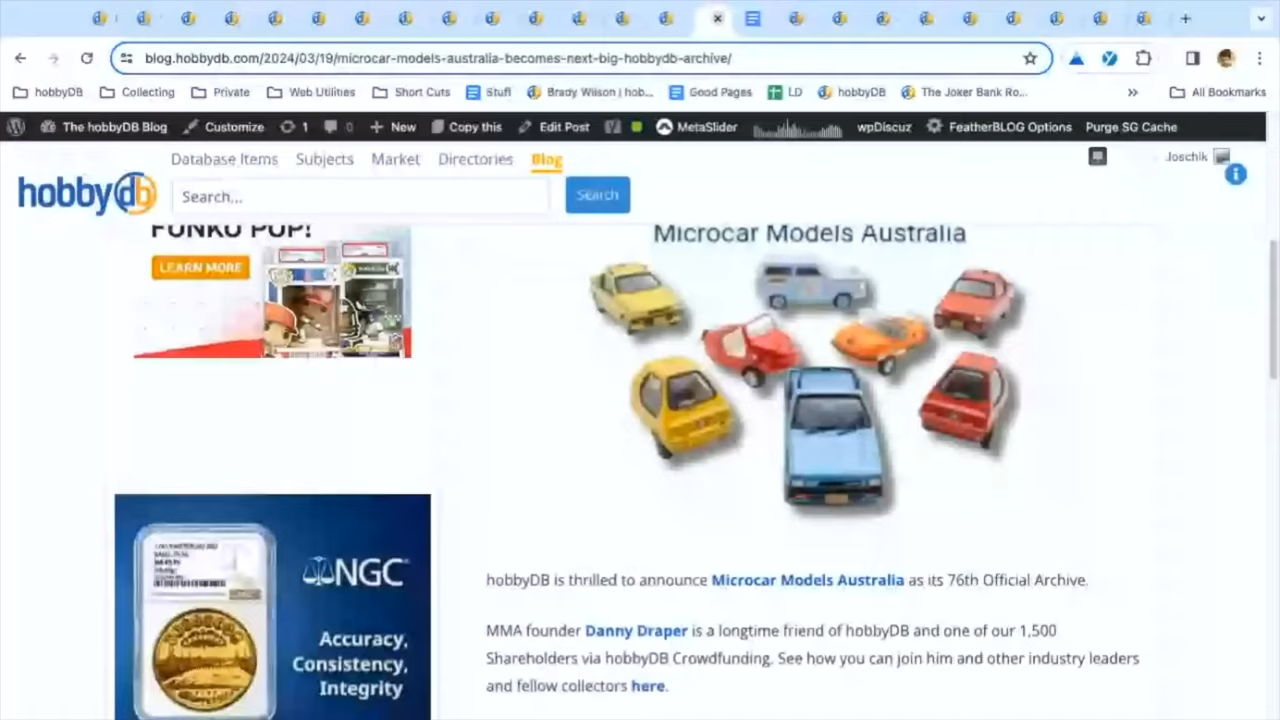 blog.hobbydb.com/2024/03/19/microcar-models-australia-becomes-next-big-hobbydb-archive/
hobbyDB
Collecting
Private
Web Utilities
Short Cuts
Stuff
Brady Wilson | hob...
Good Pages
LD
hobbyDB
The Joker Bank Ro...
»
All Bookmarks
The hobbyDB Blog
Customize
1
0
New
Copy this
Edit Post
MetaSlider
wpDiscuz
FeatherBLOG Options
Purge SG Cache
Database Items
Subjects
Market
Directories
Blog
Joschik
hobbydb
Search...
Search
FUNKO POP!
LEARN MORE
Microcar Models Australia
NGC
Accuracy,
Consistency,
Integrity
hobbyDB is thrilled to announce Microcar Models Australia as its 76th Official Archive.
MMA founder Danny Draper is a longtime friend of hobbyDB and one of our 1,500
Shareholders via hobbyDB Crowdfunding. See how you can join him and other industry leaders
and fellow collectors here.